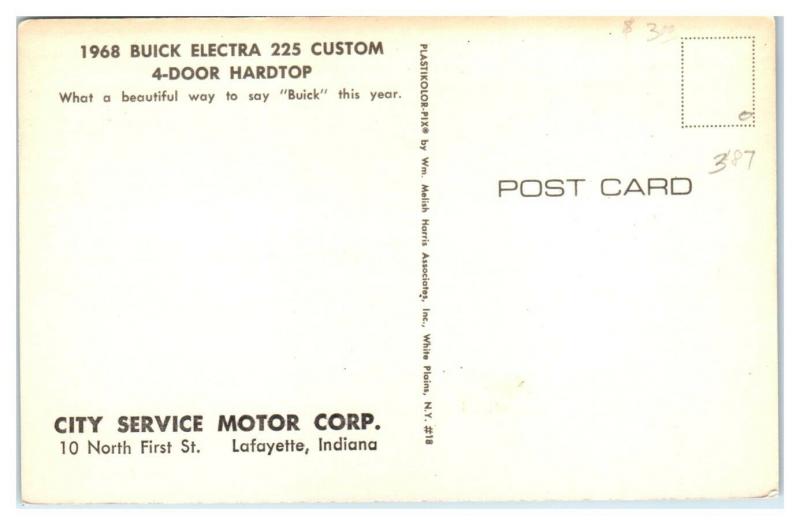 1968 BUICK ELECTRA 225 CUSTOM
4-DOOR HARDTOP
What a beautiful way to say "Buick" this year.
CITY SERVICE MOTOR CORP.
10 North First St. Lafayette, Indiana
PLASTIKOLOR-PIX® by Wm. Melish Harris Associates, Inc., White Plains, N.Y. #18
$ 3.00
387
POST CARD